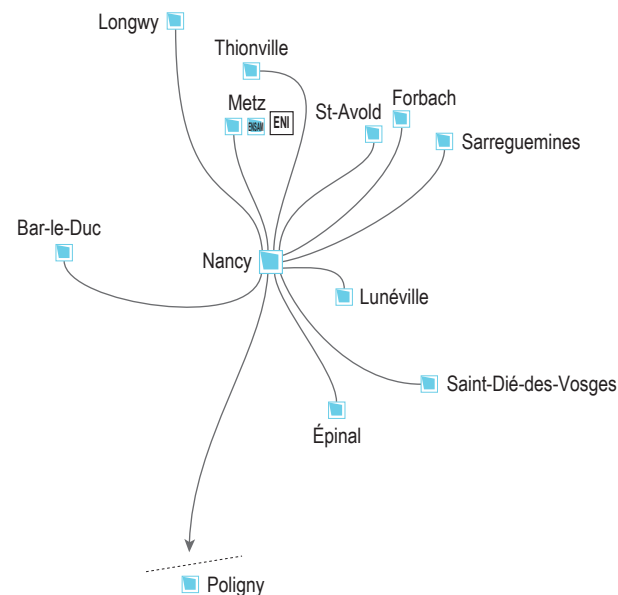 Longwy
Thionville
Metz
ENSAM ENI
St-Avold
Forbach
Sarreguemines
Bar-le-Duc
Nancy
Lunéville
Saint-Dié-des-Vosges
Épinal
Poligny